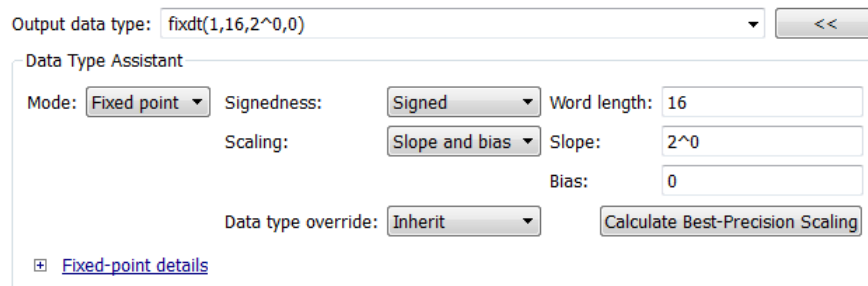 Output data type: fixdt(1,16,2^0,0) <<
Data Type Assistant
Mode: Fixed point Signedness: Signed Word length: 16
Scaling: Slope and bias Slope: 2^0
Bias: 0
Data type override: Inherit Calculate Best-Precision Scaling
Fixed-point details